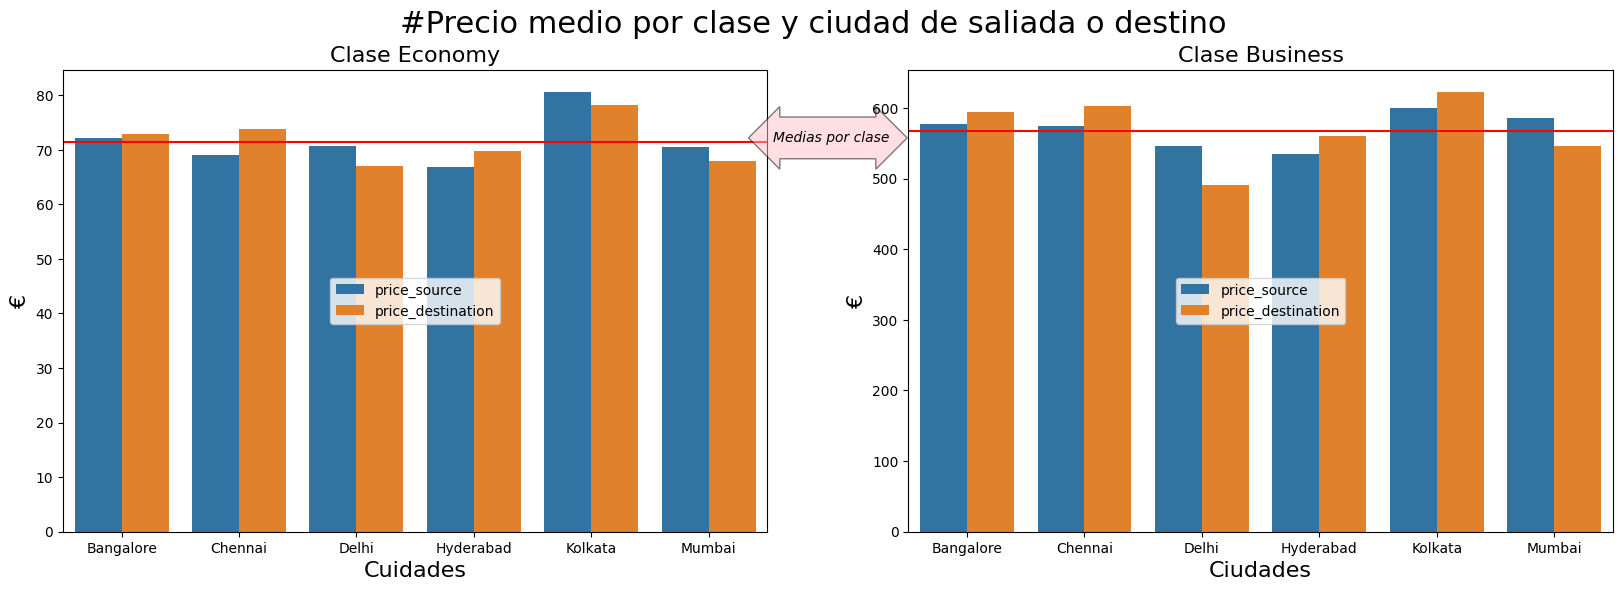 #Precio medio por clase y ciudad de saliada o destino
Clase Economy
€
80
70
60
50
40
30
20
10
0
price_source
price_destination
Bangalore Chennai Delhi Hyderabad Kolkata Mumbai
Cuidades
Medias por clase
Clase Business
€
600
500
400
300
200
100
0
price_source
price_destination
Bangalore Chennai Delhi Hyderabad Kolkata Mumbai
Ciudades